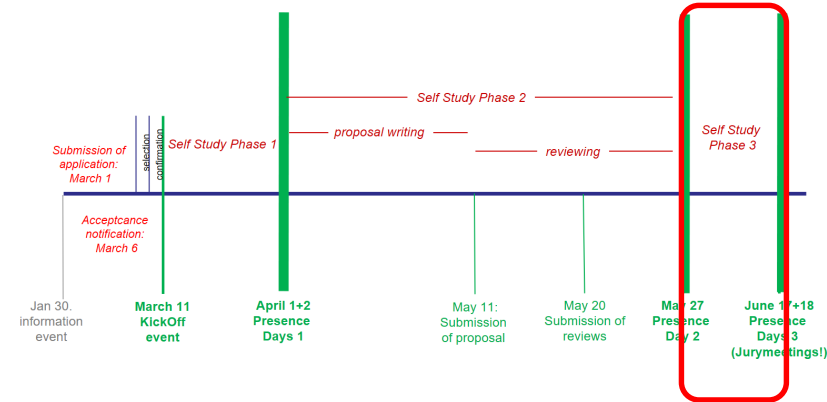 Self Study Phase 2
proposal writing
Self Study Phase 1
Self Study
Phase 3
reviewing
Submission of
application:
March 1
selection
confirmation
Acceptcance
notification:
March 6
Jan 30.
information
event
March 11
KickOff
event
April 1+2
Presence
Days 1
May 11:
Submission
of proposal
May 20
Submission of
reviews
May 27
Presence
Day 2
June 17+18
Presence
Days 3
(Jurymeetings!)